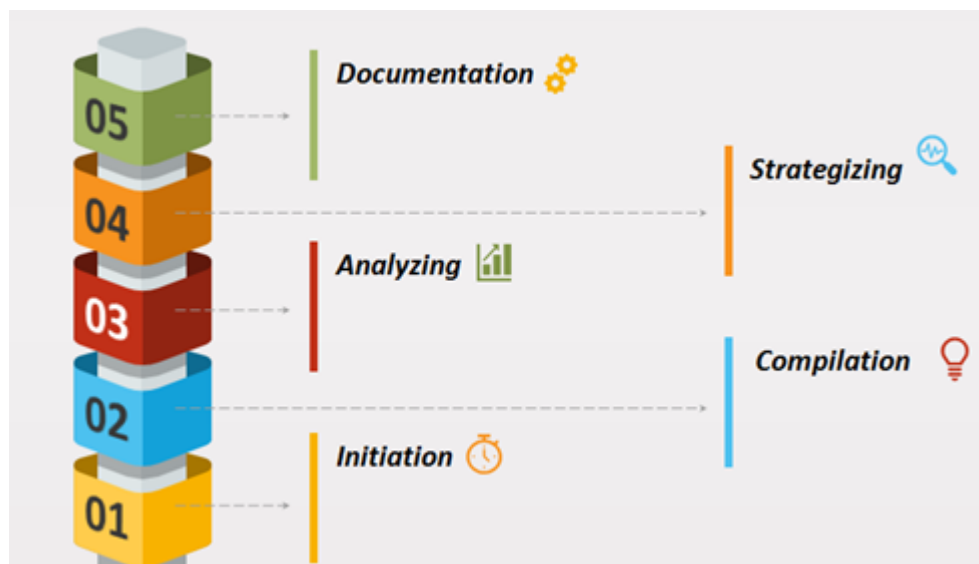 05
Documentation
04
Strategizing
03
Analyzing
02
Compilation
01
Initiation